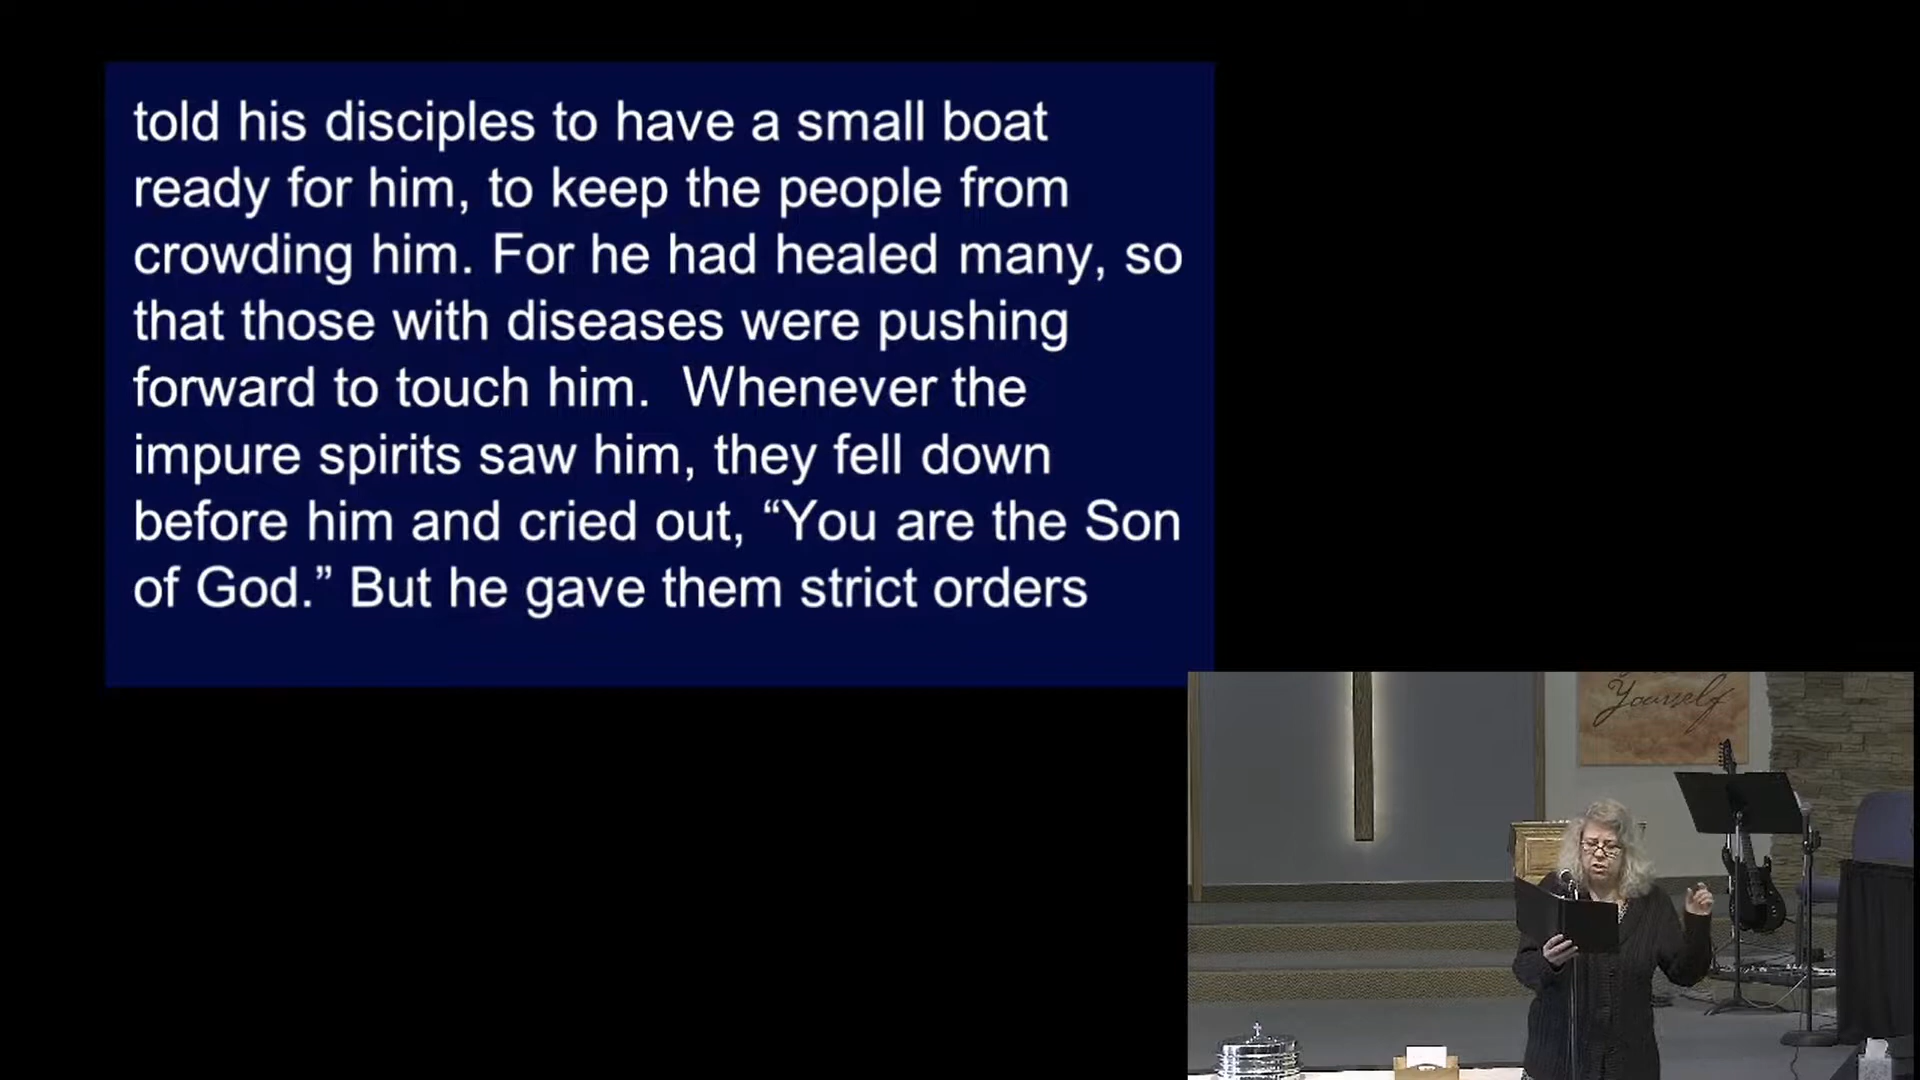 told his disciples to have a small boat
ready for him, to keep the people from
crowding him. For he had healed many, so
that those with diseases were pushing
forward to touch him.  Whenever the
impure spirits saw him, they fell down
before him and cried out, “You are the Son
of God.” But he gave them strict orders
Yourself